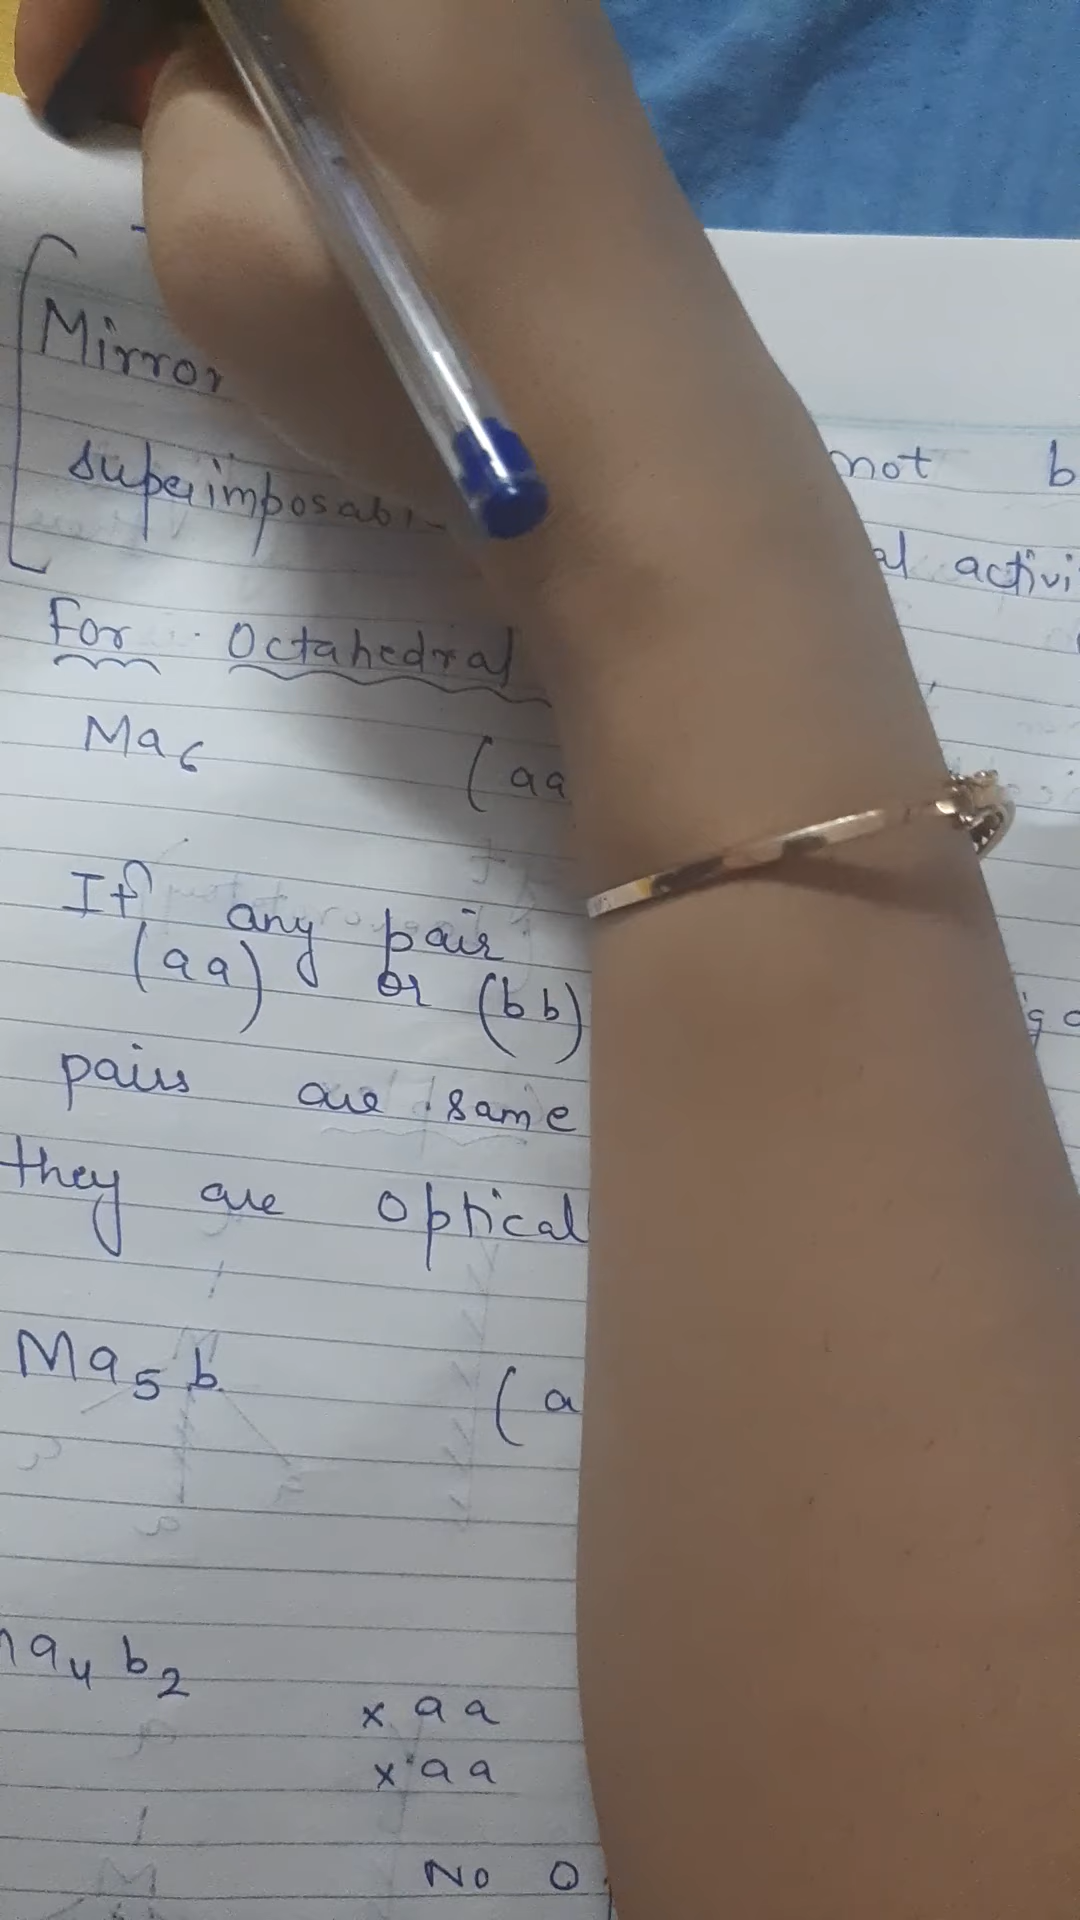 Mirror
not b
al activi
For Octahedral
Ma6 (aa
If any pair
(aa) or (bb)
pairs are same
they are optical
Ma5b (a
a4b2
x aa
x aa
No O